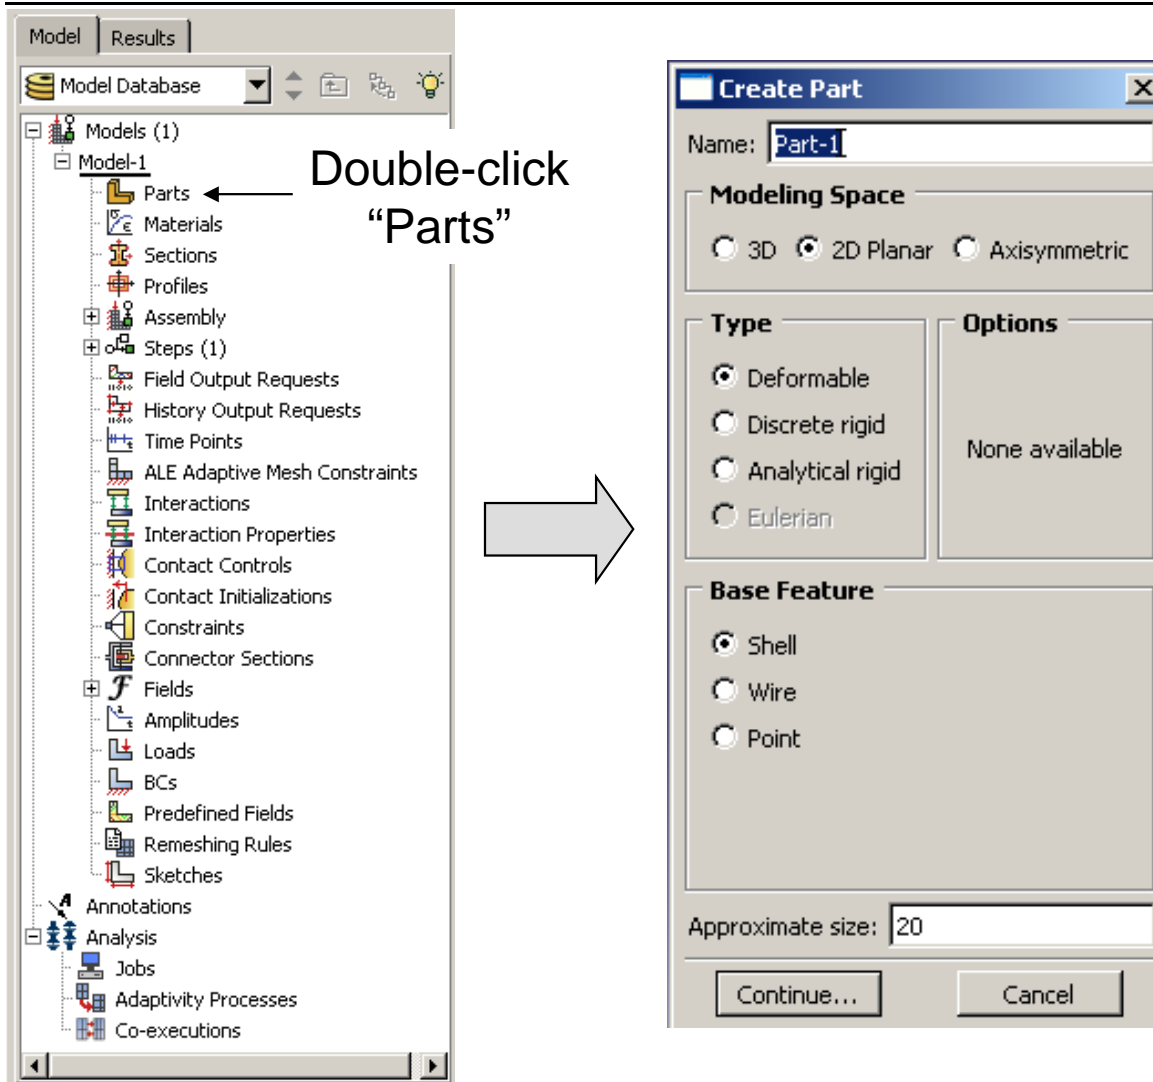 Model Results
Model Database
Models (1)
Model-1
Parts
Materials
Sections
Profiles
Assembly
Steps (1)
Field Output Requests
History Output Requests
Time Points
ALE Adaptive Mesh Constraints
Interactions
Interaction Properties
Contact Controls
Contact Initializations
Constraints
Connector Sections
Fields
Amplitudes
Loads
BCs
Predefined Fields
Remeshing Rules
Sketches
Annotations
Analysis
Jobs
Adaptivity Processes
Co-executions
Double-click
“Parts”
Create Part
Name: Part-1
Modeling Space
3D 2D Planar Axisymmetric
Type
Deformable
Discrete rigid
Analytical rigid
Eulerian
Options
None available
Base Feature
Shell
Wire
Point
Approximate size: 20
Continue... Cancel